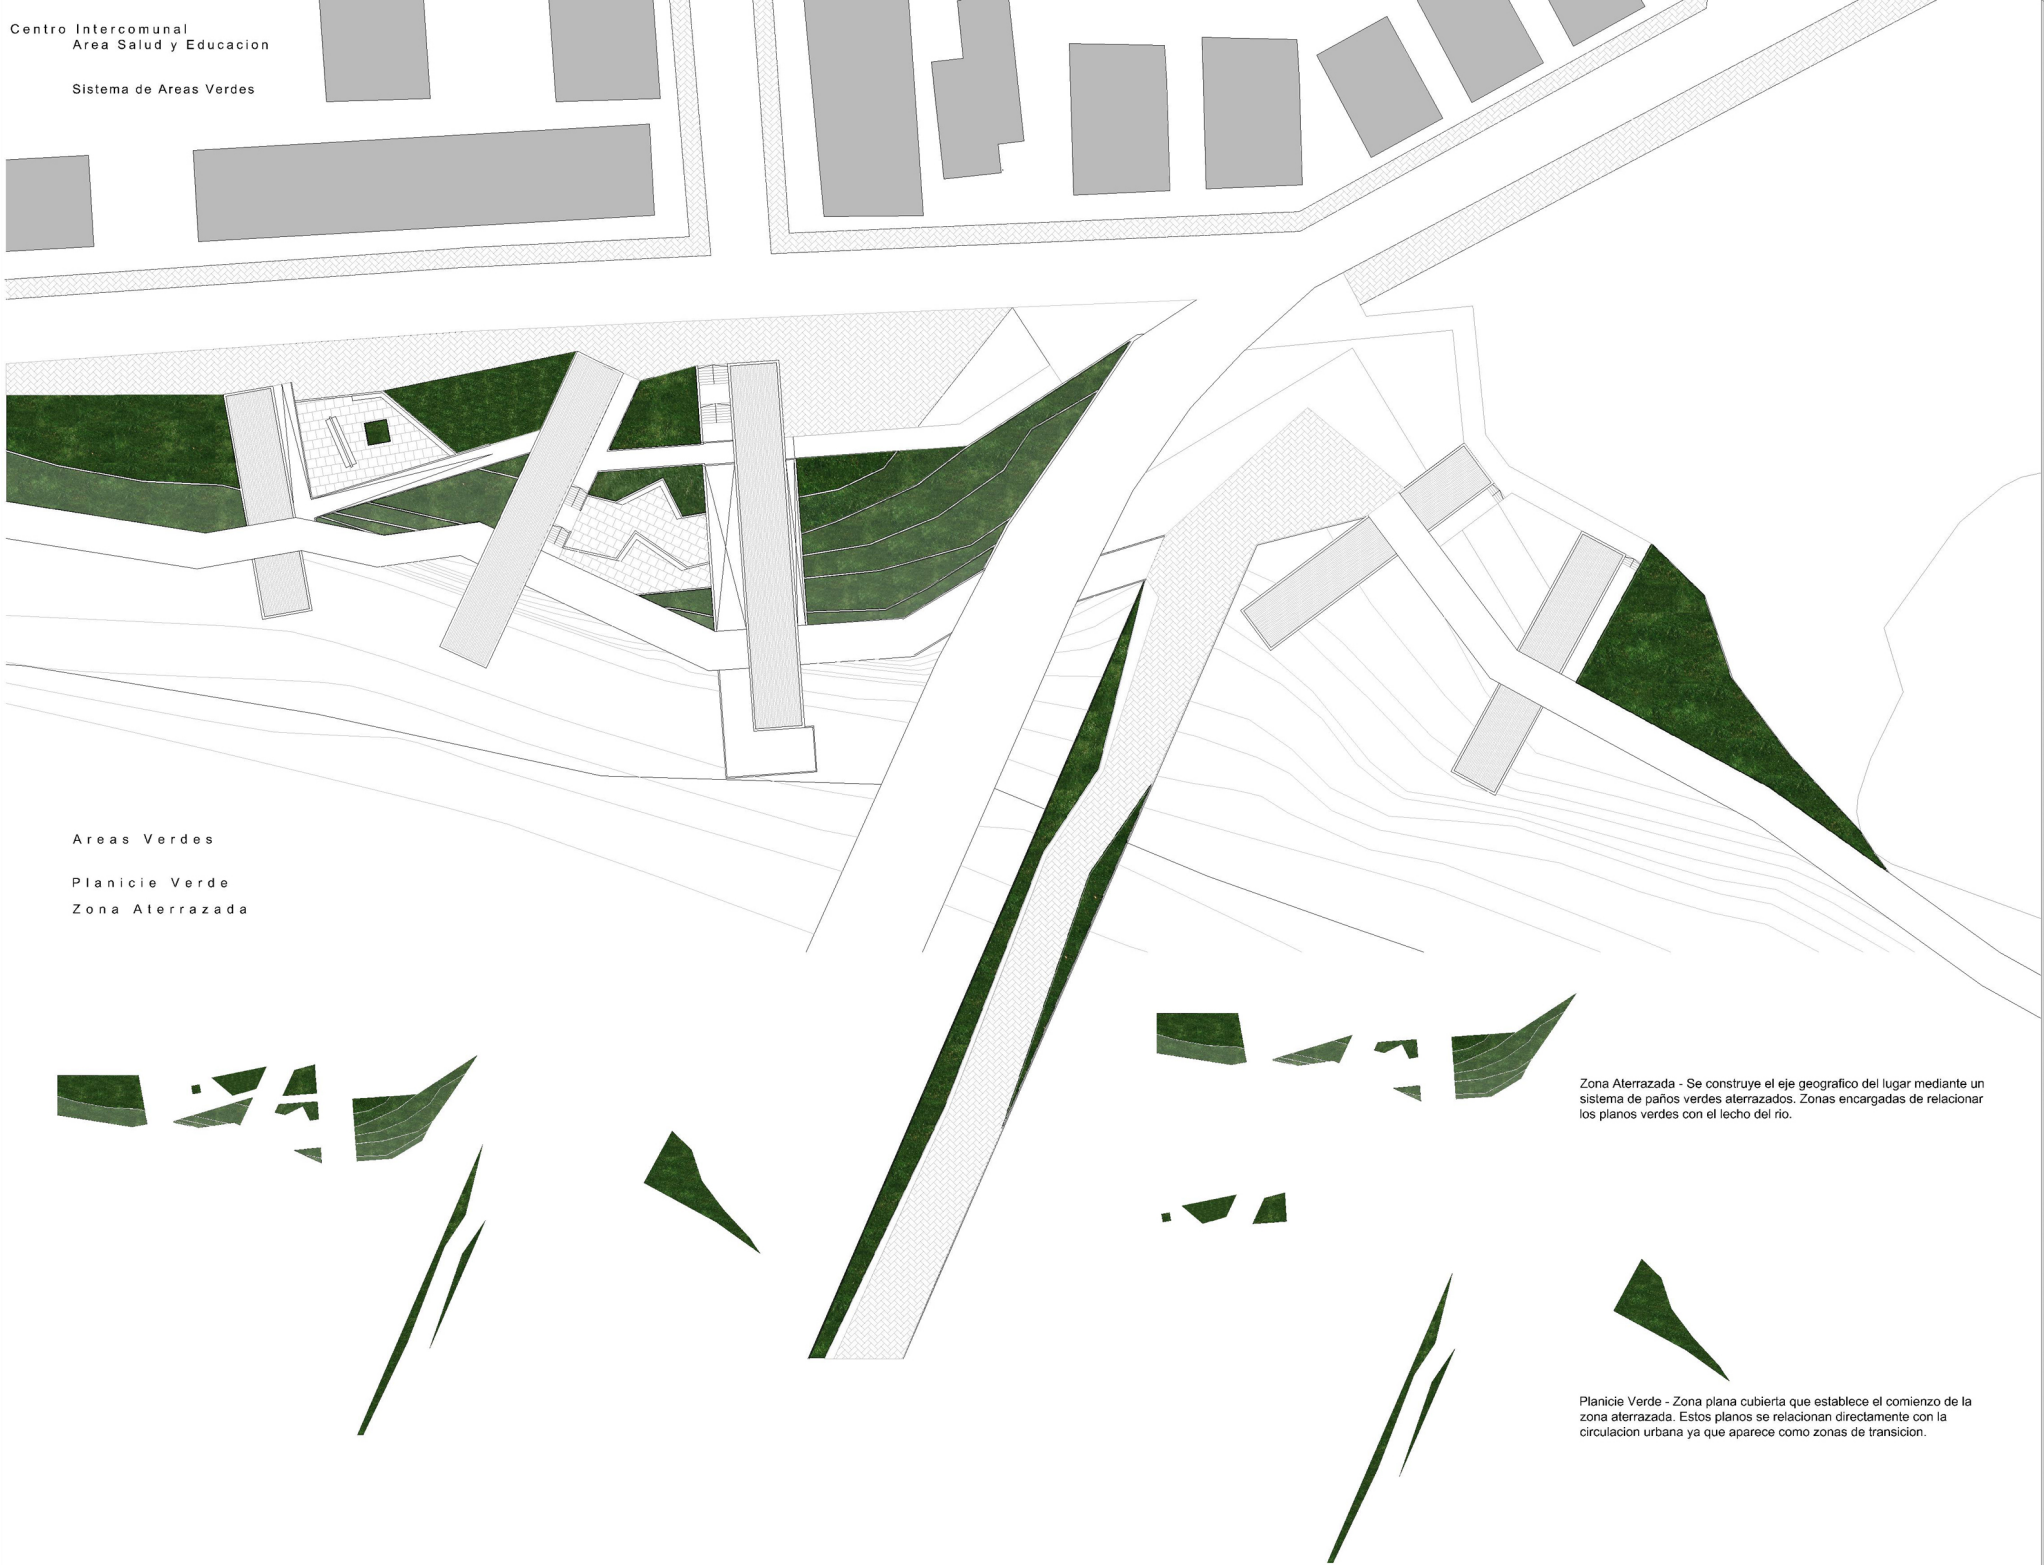 Centro Intercomunal
Area Salud y Educacion
Sistema de Areas Verdes
Areas Verdes
Planicie Verde
Zona Aterrazada
Zona Aterrazada - Se construye el eje geografico del lugar mediante un
sistema de paños verdes aterrazados. Zonas encargadas de relacionar
los planos verdes con el lecho del rio.
Planicie Verde - Zona plana cubierta que establece el comienzo de la
zona aterrazada. Estos planos se relacionan directamente con la
circulacion urbana ya que aparece como zonas de transicion.